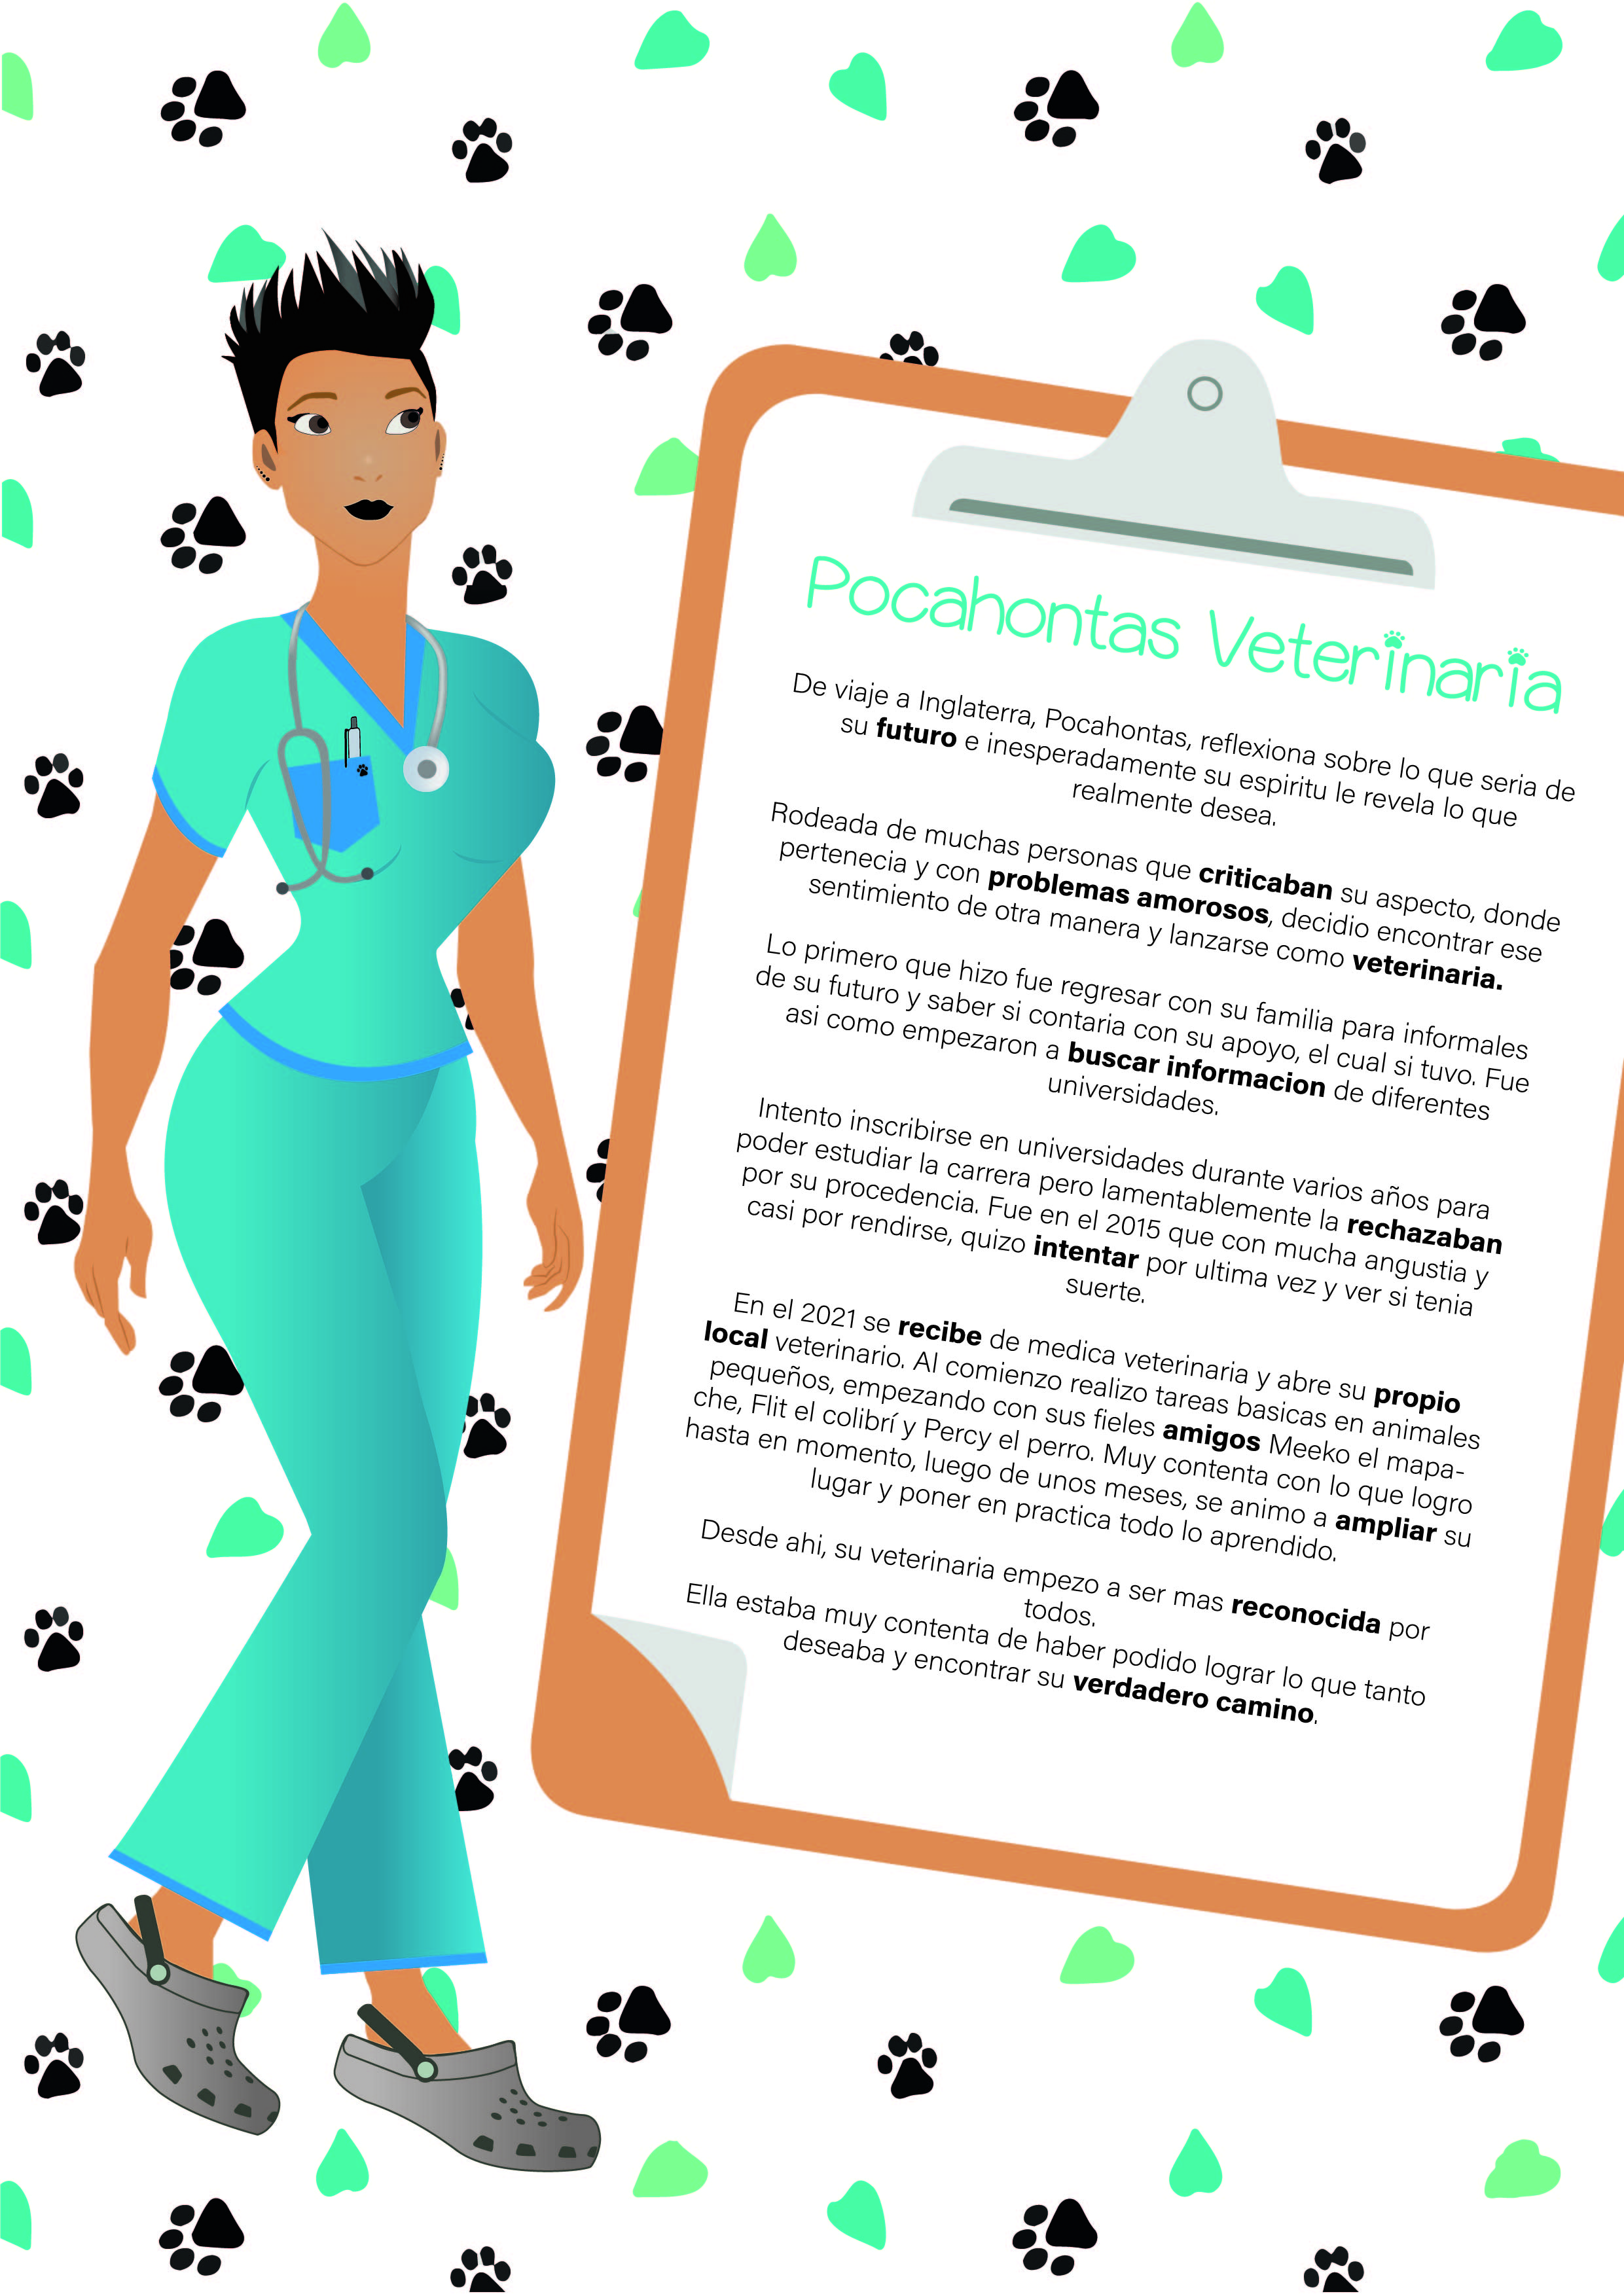 Pocahontas Veterinaria
De viaje a Inglaterra, Pocahontas, reflexiona sobre lo que seria de
su futuro e inesperadamente su espiritu le revela lo que
realmente desea.
Rodeada de muchas personas que criticaban su aspecto, donde
pertenecia y con problemas amorosos, decidio encontrar ese
sentimiento de otra manera y lanzarse como veterinaria.
Lo primero que hizo fue regresar con su familia para informales
de su futuro y saber si contaria con su apoyo, el cual si tuvo. Fue
asi como empezaron a buscar informacion de diferentes
universidades.
Intento inscribirse en universidades durante varios años para
poder estudiar la carrera pero lamentablemente la rechazaban
por su procedencia. Fue en el 2015 que con mucha angustia y
casi por rendirse, quizo intentar por ultima vez y ver si tenia
suerte.
En el 2021 se recibe de medica veterinaria y abre su propio
local veterinario. Al comienzo realizo tareas basicas en animales
pequeños, empezando con sus fieles amigos Meeko el mapa-
che, Flit el colibrí y Percy el perro. Muy contenta con lo que logro
hasta en momento, luego de unos meses, se animo a ampliar su
lugar y poner en practica todo lo aprendido.
Desde ahi, su veterinaria empezo a ser mas reconocida por
todos.
Ella estaba muy contenta de haber podido lograr lo que tanto
deseaba y encontrar su verdadero camino.